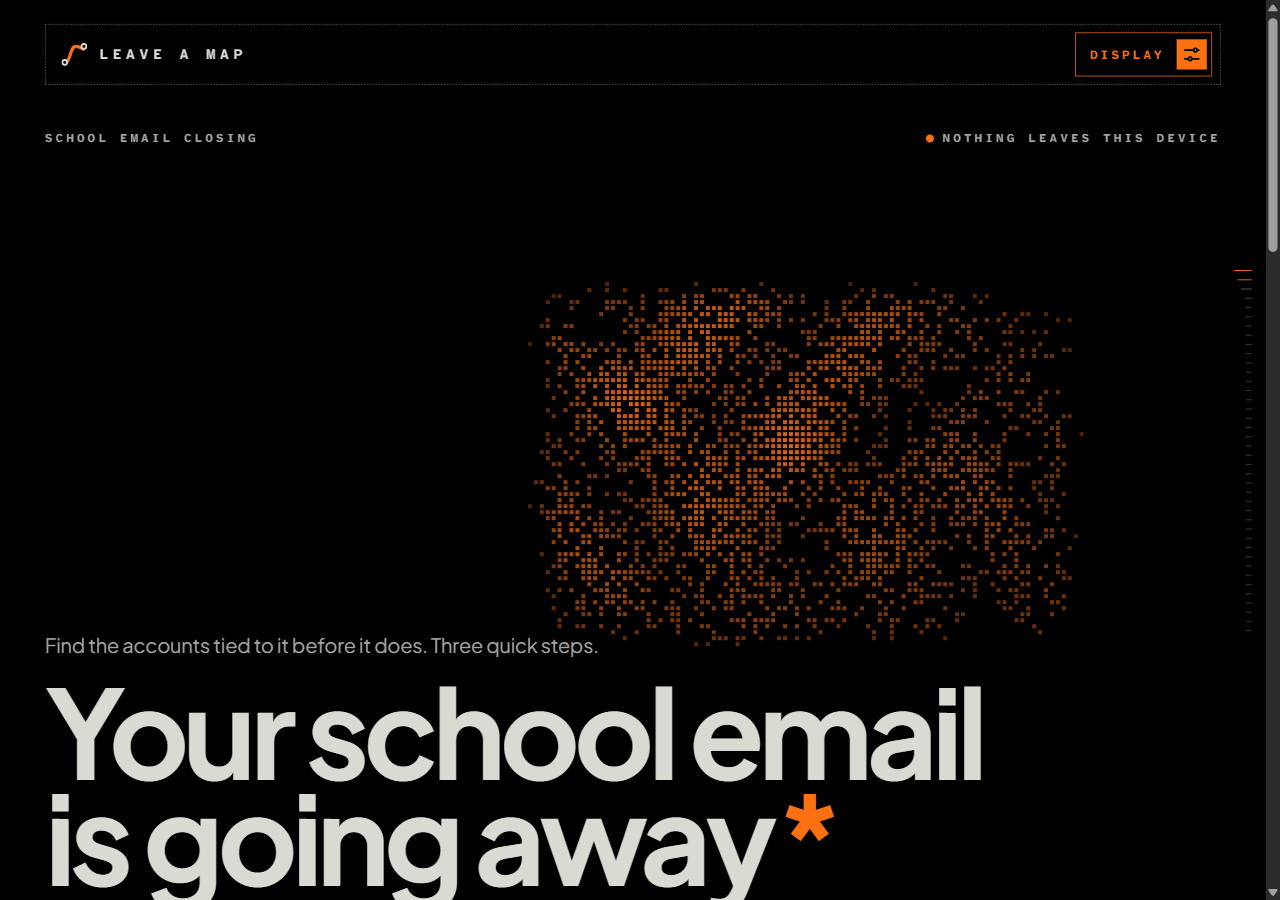 LEAVE A MAP
DISPLAY
SCHOOL EMAIL CLOSING
NOTHING LEAVES THIS DEVICE
Find the accounts tied to it before it does. Three quick steps.
Your school email
is going away*